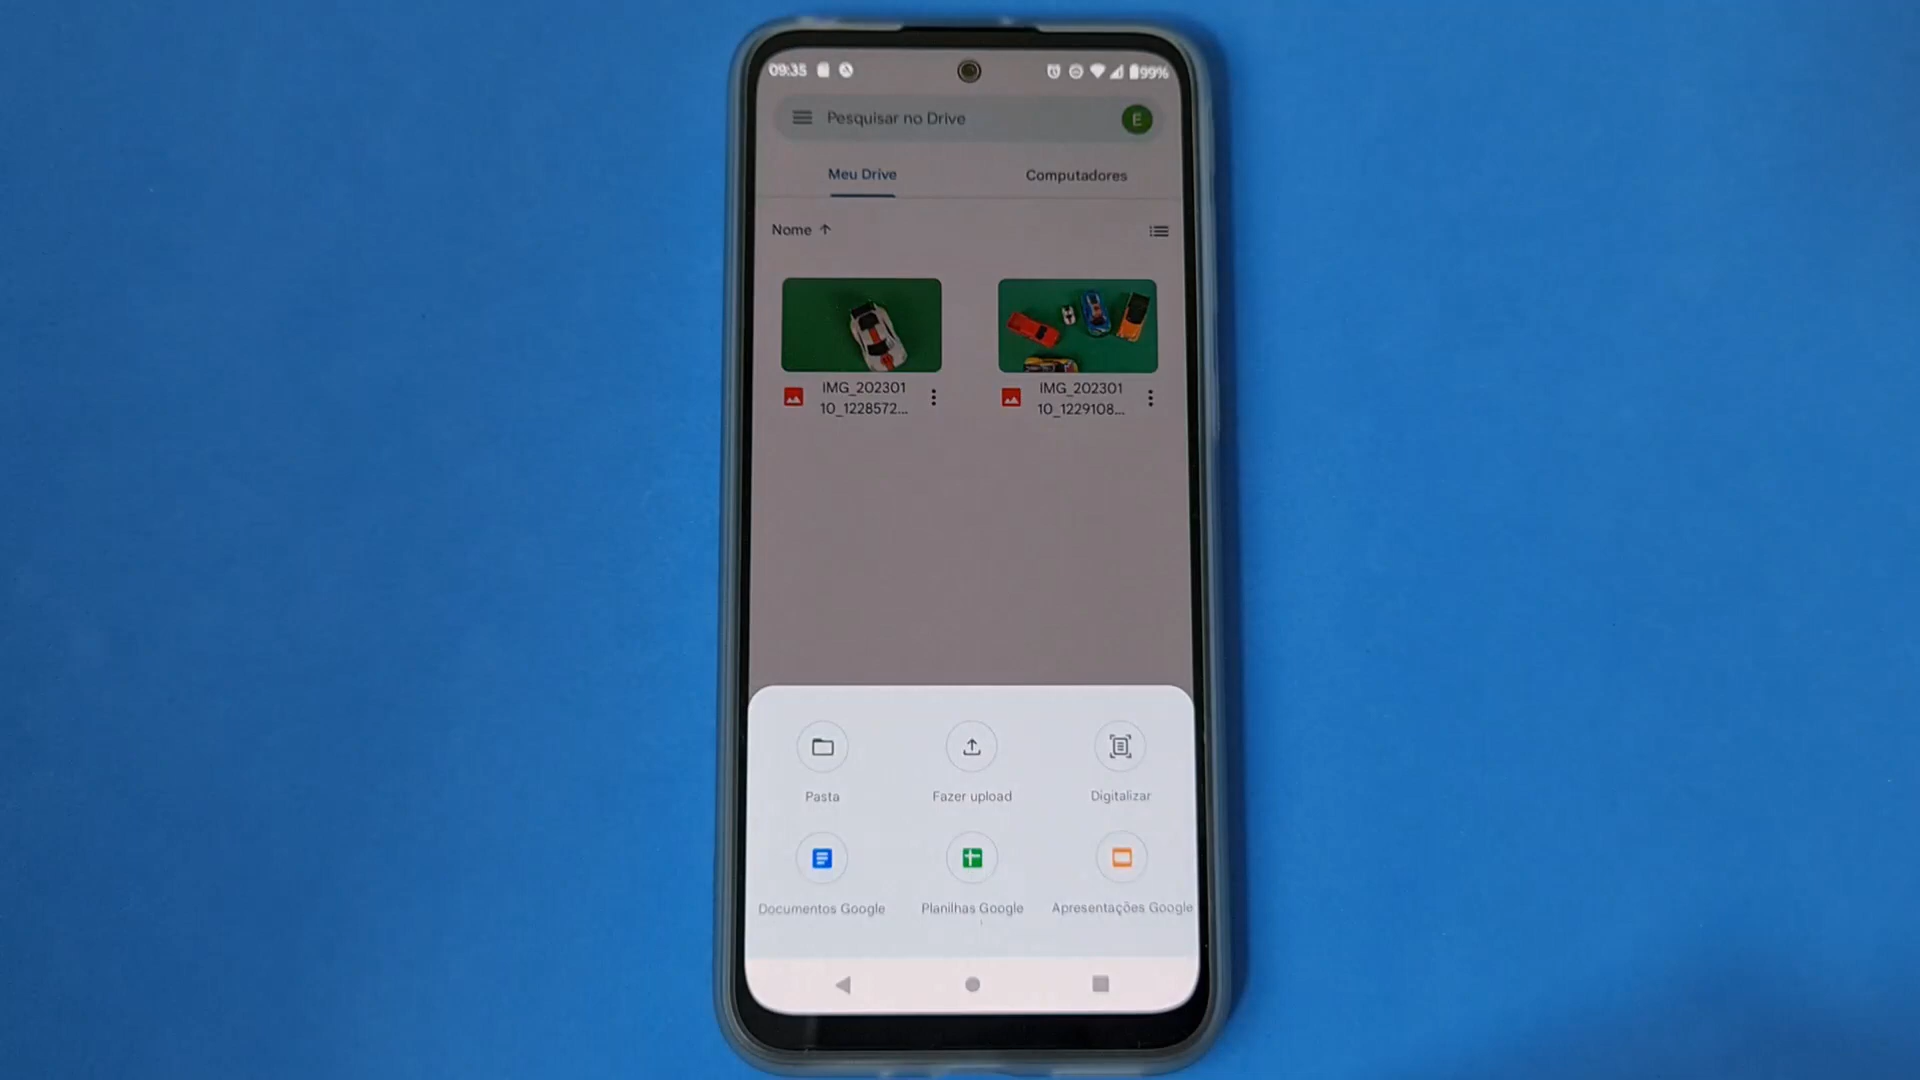 09:35
99%
Pesquisar no Drive
E
Meu Drive
Computadores
Nome
IMG_202301
10_1228572...
IMG_202301
10_1229108...
Pasta
Fazer upload
Digitalizar
Documentos Google
Planilhas Google
Apresentações Google